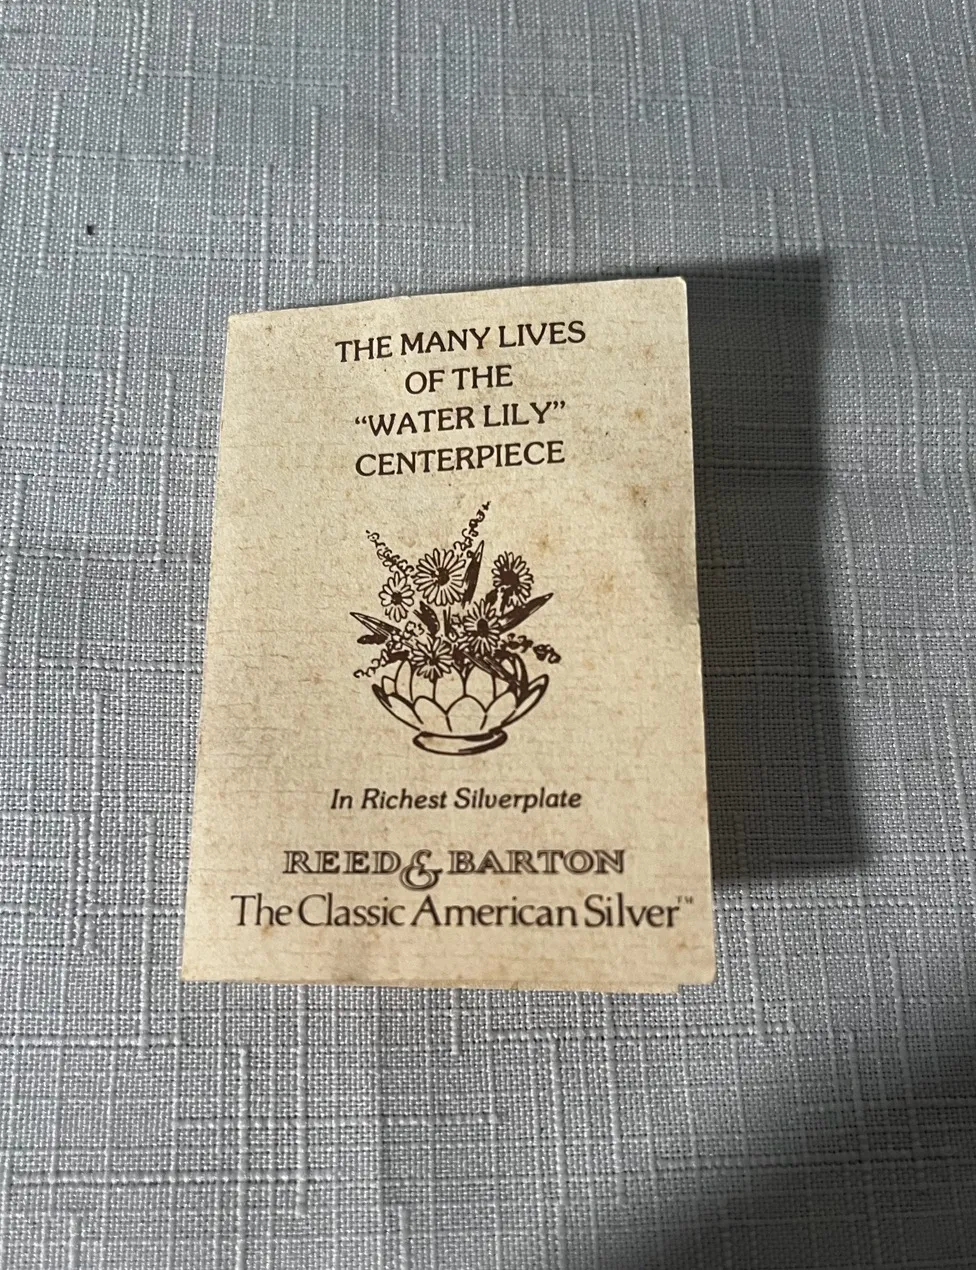 THE MANY LIVES
OF THE
“WATER LILY”
CENTERPIECE
In Richest Silverplate
REED & BARTON
The Classic American Silver™